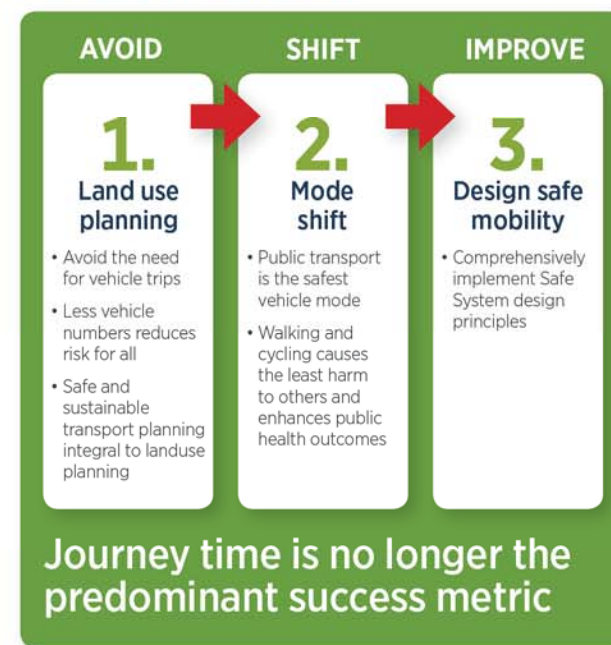 AVOID
1.
Land use
planning
• Avoid the need
for vehicle trips
• Less vehicle
numbers reduces
risk for all
• Safe and
sustainable
transport planning
integral to landuse
planning
SHIFT
2.
Mode
shift
• Public transport
is the safest
vehicle mode
• Walking and
cycling causes
the least harm
to others and
enhances public
health outcomes
IMPROVE
3.
Design safe
mobility
• Comprehensively
implement Safe
System design
principles
Journey time is no longer the
predominant success metric